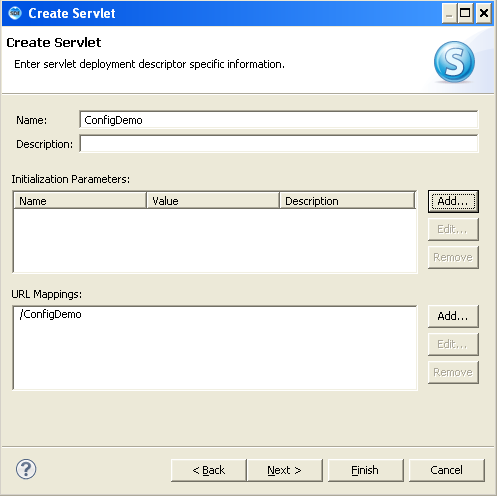 Create Servlet
Create Servlet
Enter servlet deployment descriptor specific information.
S
Name: ConfigDemo
Description:
Initialization Parameters:
Name Value Description
Add...
Edit...
Remove
URL Mappings:
/ConfigDemo
Add...
Edit...
Remove
? < Back Next > Finish Cancel